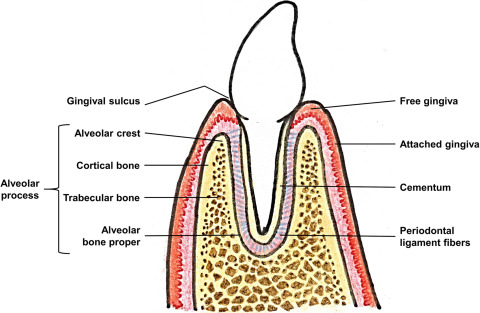 Gingival sulcus
Alveolar crest
Cortical bone
Alveolar
process
Trabecular bone
Alveolar
bone proper
Free gingiva
Attached gingiva
Cementum
Periodontal
ligament fibers